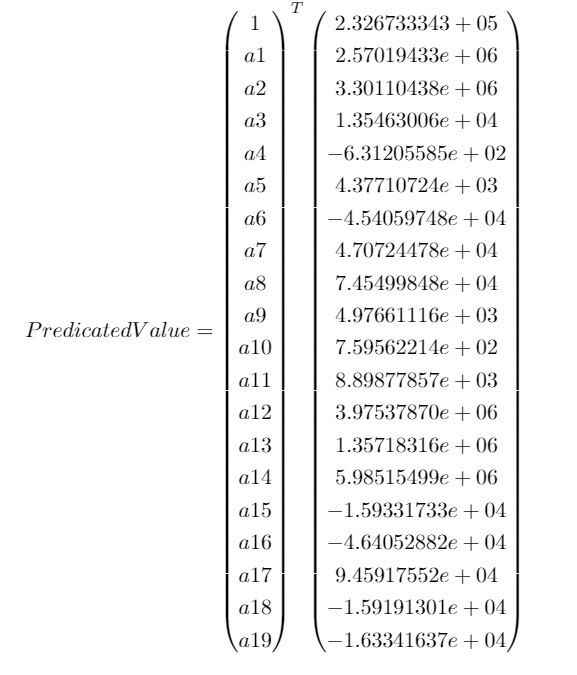 T
1 2.326733343 + 05
a1 2.57019433e + 06
a2 3.30110438e + 06
a3 1.35463006e + 04
a4 −6.31205585e + 02
a5 4.37710724e + 03
a6 −4.54059748e + 04
a7 4.70724478e + 04
a8 7.45499848e + 04
a9 4.97661116e + 03
PredicatedValue =
a10 7.59562214e + 02
a11 8.89877857e + 03
a12 3.97537870e + 06
a13 1.35718316e + 06
a14 5.98515499e + 06
a15 −1.59331733e + 04
a16 −4.64052882e + 04
a17 9.45917552e + 04
a18 −1.59191301e + 04
a19 −1.63341637e + 04